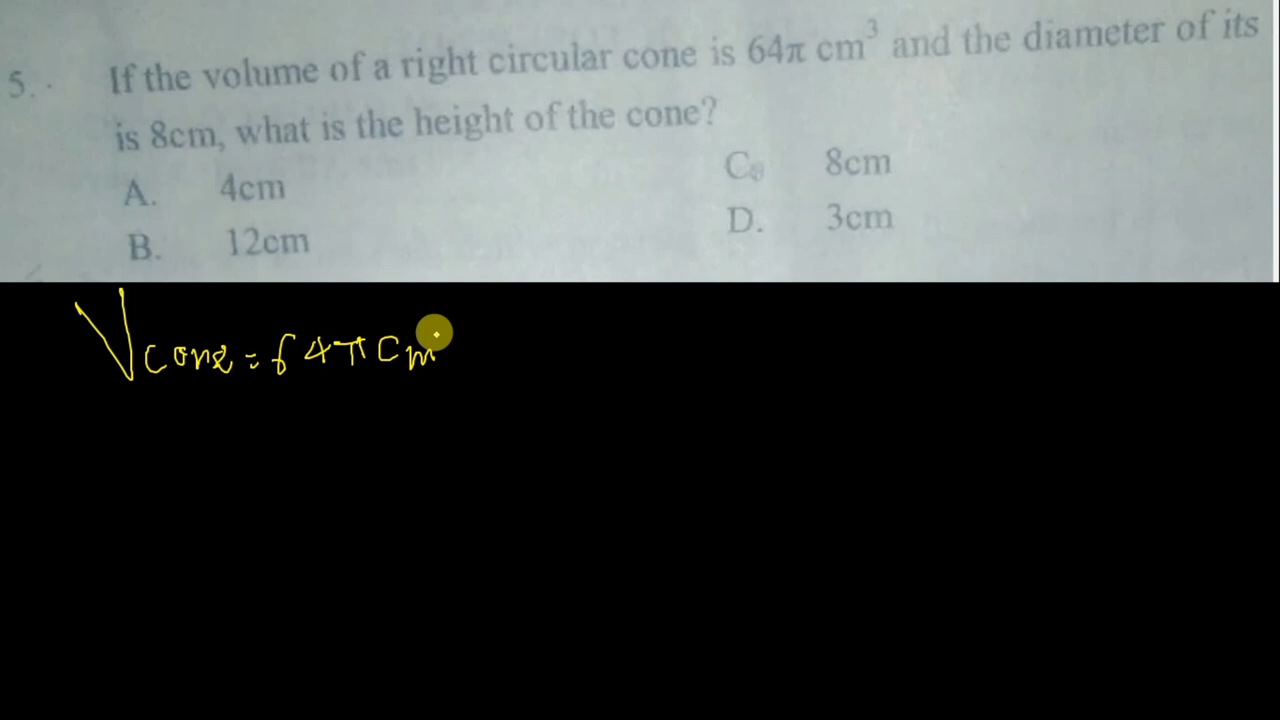 5. If the volume of a right circular cone is 64π cm³ and the diameter of its
is 8cm, what is the height of the cone?
A. 4cm C. 8cm
B. 12cm D. 3cm
Vcone = 64π cm